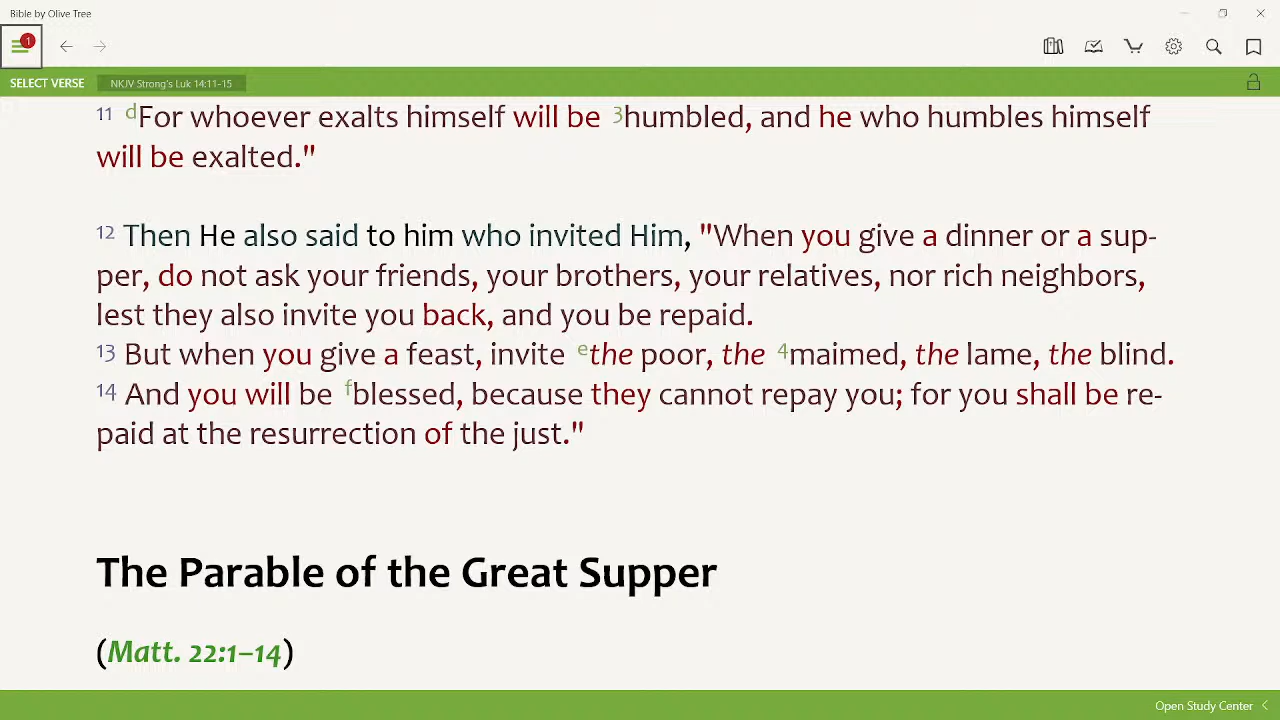 Bible by Olive Tree
1
SELECT VERSE NKJV Strong's Luk 14:11-15
11 dFor whoever exalts himself will be 3humbled, and he who humbles himself
will be exalted."
12 Then He also said to him who invited Him, "When you give a dinner or a sup-
per, do not ask your friends, your brothers, your relatives, nor rich neighbors,
lest they also invite you back, and you be repaid.
13 But when you give a feast, invite ethe poor, the 4maimed, the lame, the blind.
14 And you will be fblessed, because they cannot repay you; for you shall be re-
paid at the resurrection of the just."
The Parable of the Great Supper
(Matt. 22:1–14)
Open Study Center